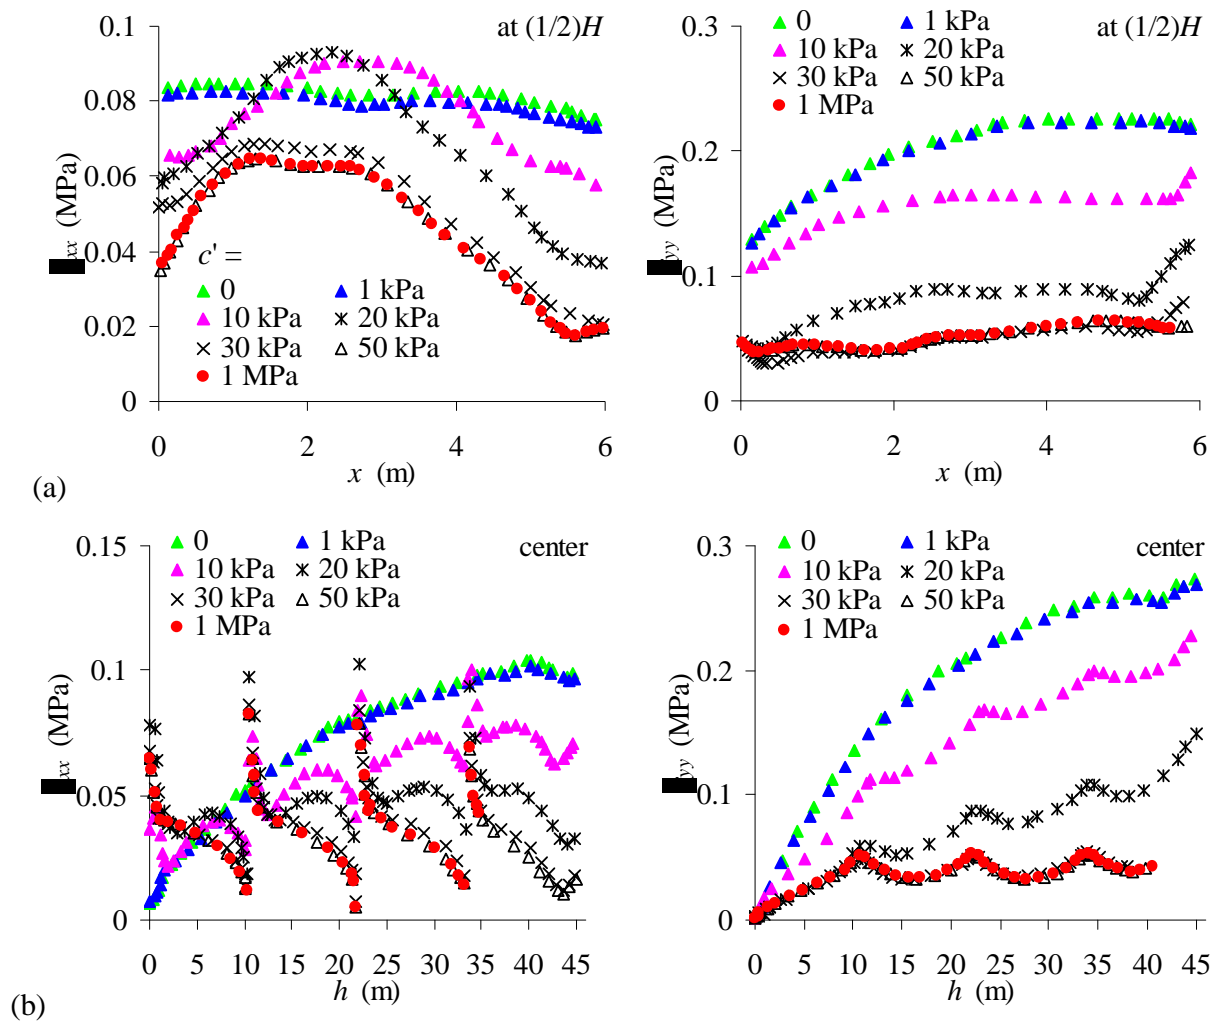 0.1
0.08
0.06
0.04
0.02
0
xx (MPa)
at (1/2)H
c' =
0
1 kPa
10 kPa
20 kPa
30 kPa
50 kPa
1 MPa
0 2 4 6
x (m)
0.3
0.2
0.1
0
yy (MPa)
0
1 kPa
10 kPa
20 kPa
30 kPa
50 kPa
1 MPa
at (1/2)H
0 2 4 6
x (m)
(a)
0.15
0.1
0.05
0
xx (MPa)
0
1 kPa
10 kPa
20 kPa
30 kPa
50 kPa
1 MPa
center
0 5 10 15 20 25 30 35 40 45
h (m)
0.3
0.2
0.1
0
yy (MPa)
0
1 kPa
10 kPa
20 kPa
30 kPa
50 kPa
1 MPa
center
0 5 10 15 20 25 30 35 40 45
h (m)
(b)